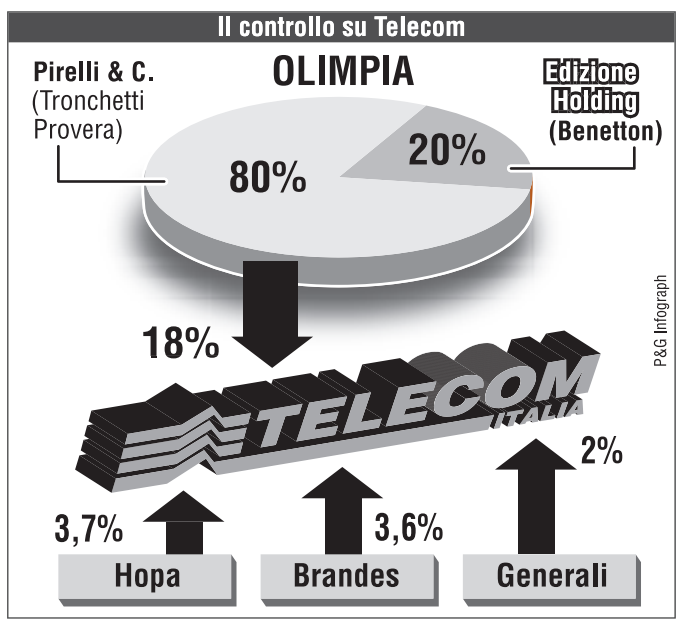 Il controllo su Telecom
OLIMPIA
Pirelli & C.
(Tronchetti
Provera)
Edizione
Holding
(Benetton)
80%
20%
18%
TELECOM
ITALIA
P&G Infograph
3,7%
3,6%
2%
Hopa
Brandes
Generali